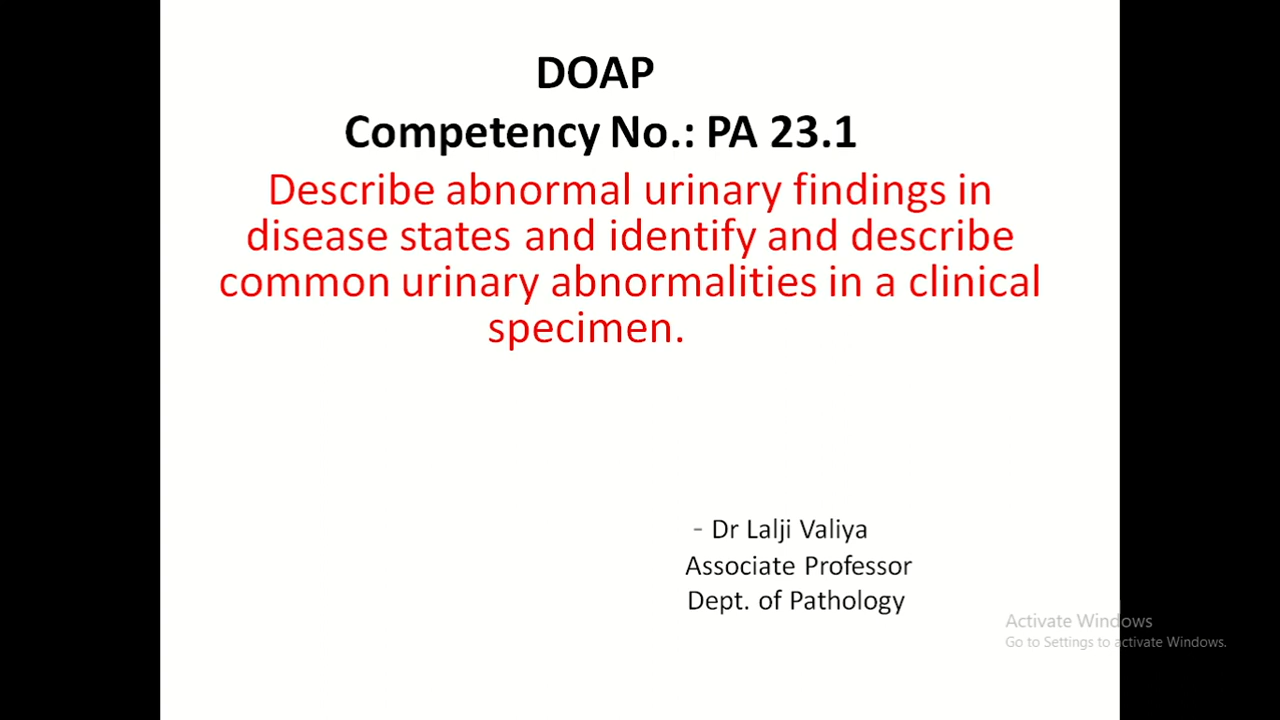 DOAP
Competency No.: PA 23.1
Describe abnormal urinary findings in
disease states and identify and describe
common urinary abnormalities in a clinical
specimen.
- Dr Lalji Valiya
Associate Professor
Dept. of Pathology
Activate Windows
Go to Settings to activate Windows.